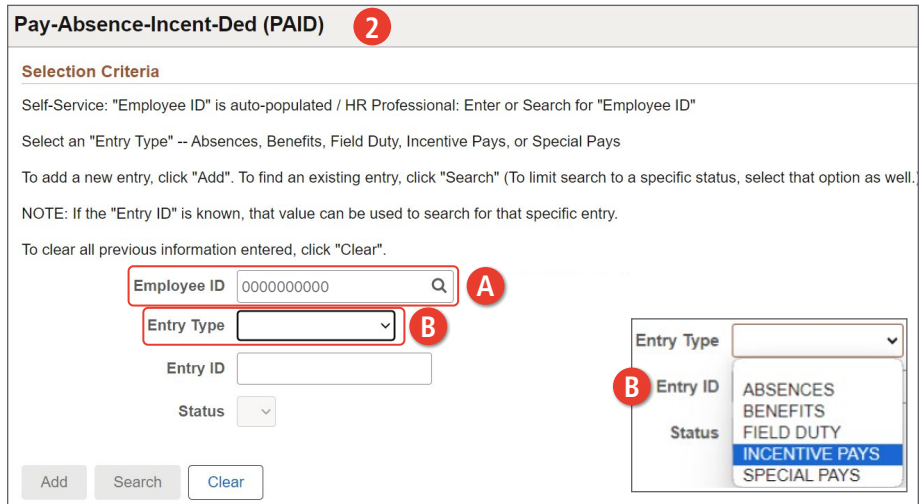 Pay-Absence-Incent-Ded (PAID) 2
Selection Criteria
Self-Service: "Employee ID" is auto-populated / HR Professional: Enter or Search for "Employee ID"
Select an "Entry Type" -- Absences, Benefits, Field Duty, Incentive Pays, or Special Pays
To add a new entry, click "Add". To find an existing entry, click "Search" (To limit search to a specific status, select that option as well.)
NOTE: If the "Entry ID" is known, that value can be used to search for that specific entry.
To clear all previous information entered, click "Clear".
Employee ID 0000000000 A
Entry Type B
Entry ID
Status
Add Search Clear
Entry Type
B Entry ID
Status
ABSENCES
BENEFITS
FIELD DUTY
INCENTIVE PAYS
SPECIAL PAYS